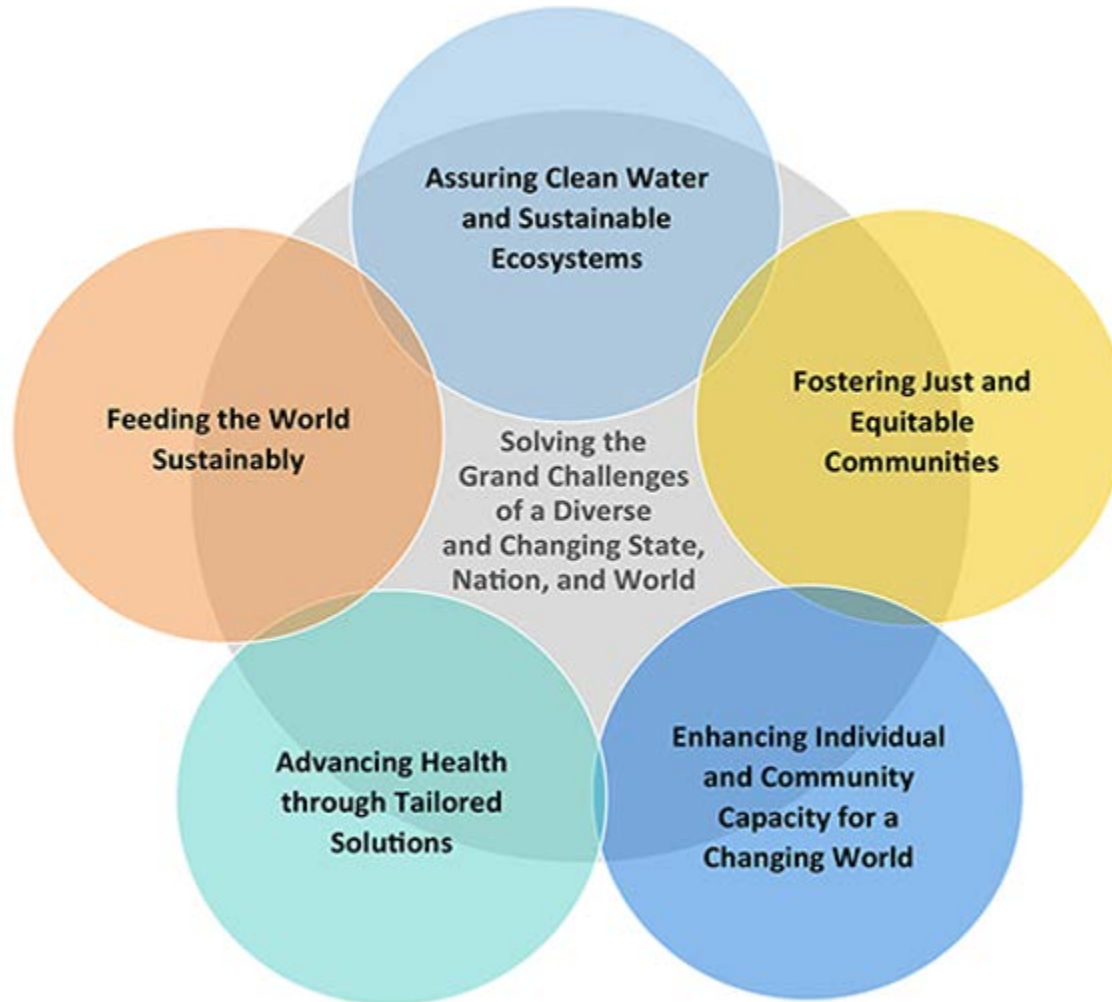 Assuring Clean Water
and Sustainable
Ecosystems
Fostering Just and
Equitable
Communities
Feeding the World
Sustainably
Solving the
Grand Challenges
of a Diverse
and Changing State,
Nation, and World
Enhancing Individual
and Community
Capacity for a
Changing World
Advancing Health
through Tailored
Solutions